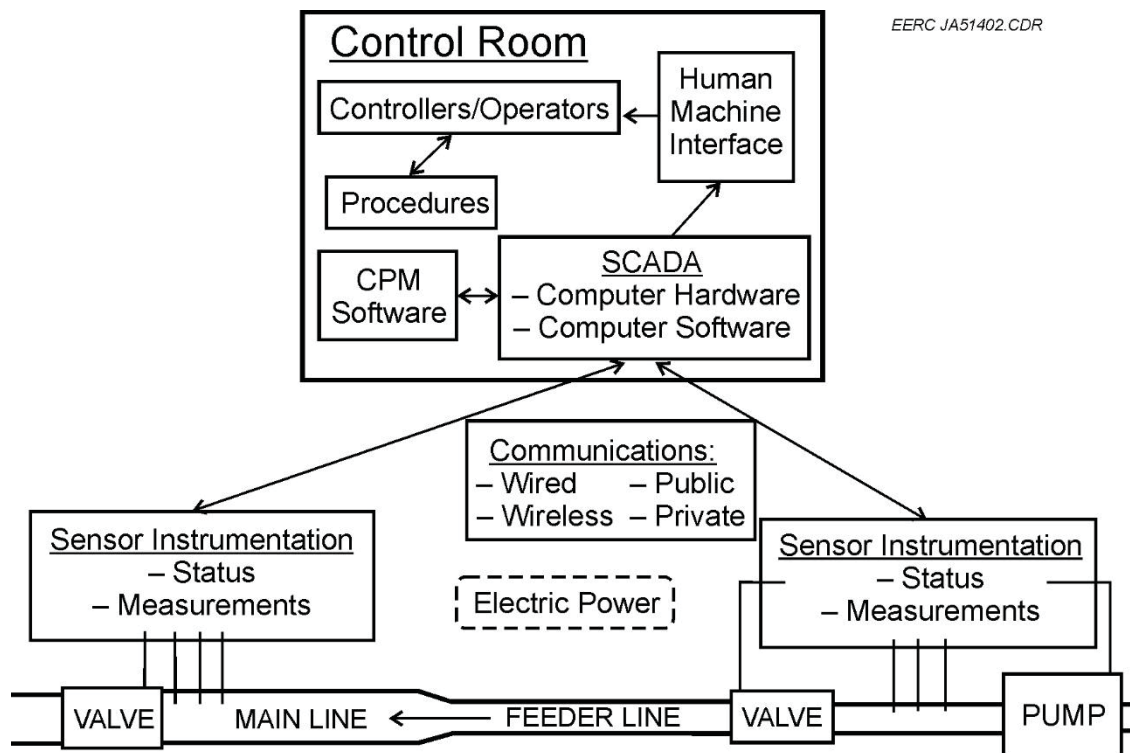 EERC JA51402.CDR
Control Room
Controllers/Operators
Human
Machine
Interface
Procedures
CPM
Software
SCADA
– Computer Hardware
– Computer Software
Communications:
– Wired – Public
– Wireless – Private
Sensor Instrumentation
– Status
– Measurements
Electric Power
Sensor Instrumentation
– Status
– Measurements
VALVE
MAIN LINE
FEEDER LINE
VALVE
PUMP